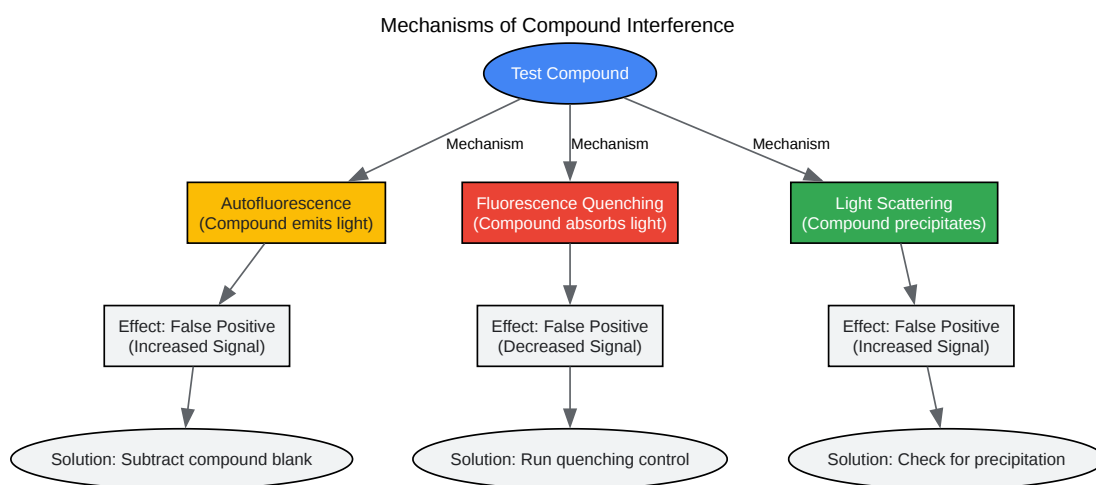 Mechanisms of Compound Interference
Test Compound
Mechanism
Mechanism
Mechanism
Autofluorescence
(Compound emits light)
Fluorescence Quenching
(Compound absorbs light)
Light Scattering
(Compound precipitates)
Effect: False Positive
(Increased Signal)
Effect: False Positive
(Decreased Signal)
Effect: False Positive
(Increased Signal)
Solution: Subtract compound blank
Solution: Run quenching control
Solution: Check for precipitation